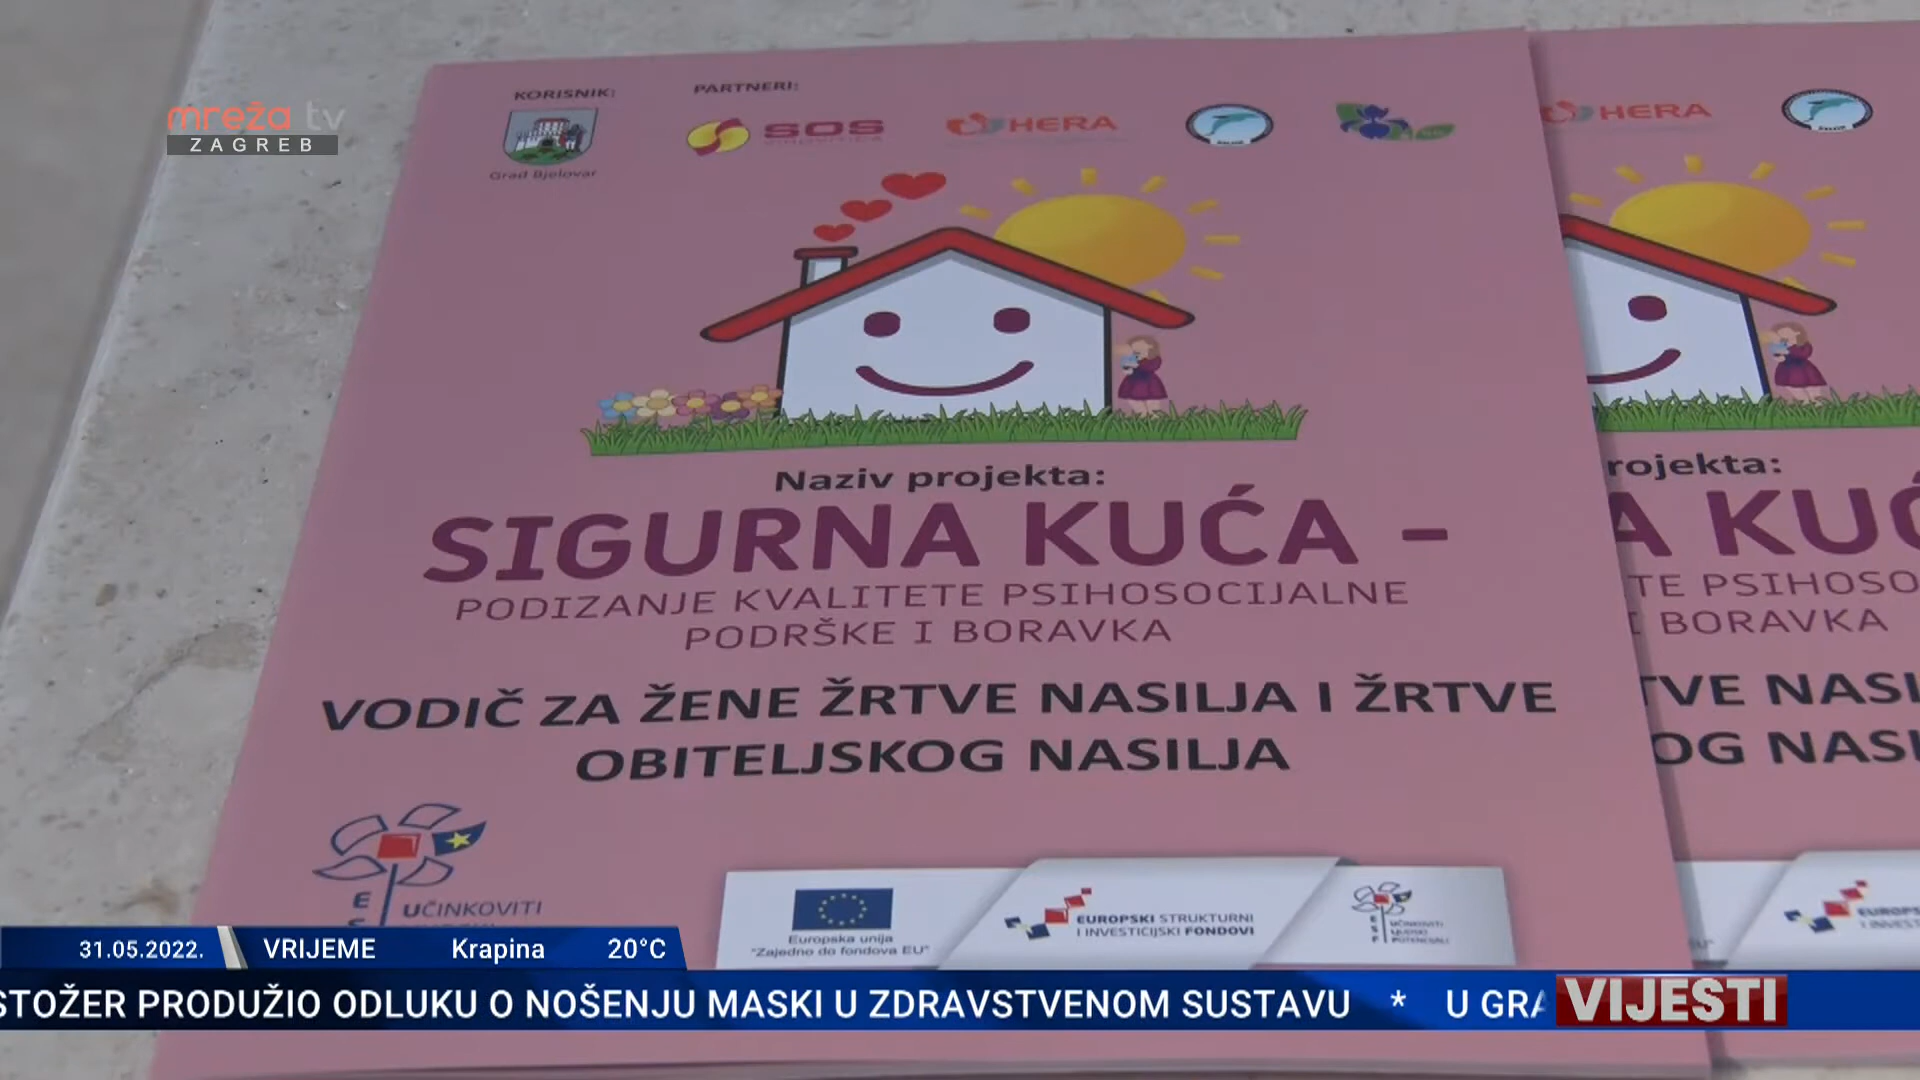 mreža tv
ZAGREB
KORISNIK:
PARTNERI:
Grad Bjelovar
SOS
HERA
HERA
Naziv projekta:
SIGURNA KUĆA -
PODIZANJE KVALITETE PSIHOSOCIJALNE
PODRŠKE I BORAVKA
VODIČ ZA ŽENE ŽRTVE NASILJA I ŽRTVE
OBITELJSKOG NASILJA
rojekta:
A KUĆ
TE PSIHOSO
I BORAVKA
TVE NASI
OG NASI
UČINKOVITI
Europska unija
"Zajedno do fondova EU"
EUROPSKI STRUKTURNI
I INVESTICIJSKI FONDOVI
UČINKOVITI
LJUDSKI
POTENCIJALI
31.05.2022.
VRIJEME
Krapina
20°C
STOŽER PRODUŽIO ODLUKU O NOŠENJU MASKI U ZDRAVSTVENOM SUSTAVU * U GRA
VIJESTI